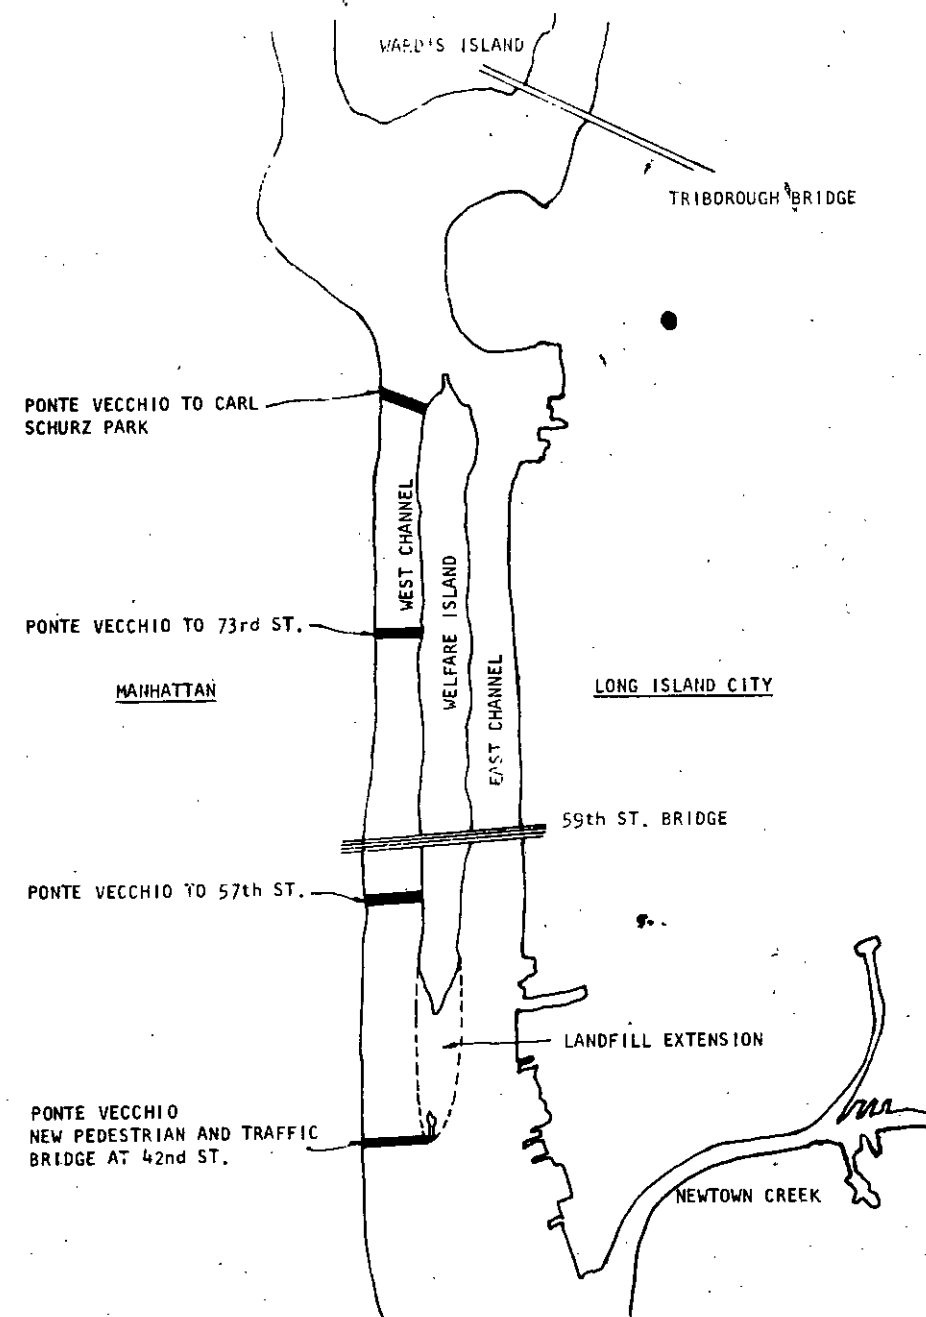 WARD'S ISLAND
TRIBOROUGH BRIDGE
PONTE VECCHIO TO CARL
SCHURZ PARK
WEST CHANNEL
WELFARE ISLAND
PONTE VECCHIO TO 73rd ST.
MANHATTAN
EAST CHANNEL
LONG ISLAND CITY
59th ST. BRIDGE
PONTE VECCHIO TO 57th ST.
LANDFILL EXTENSION
PONTE VECCHIO
NEW PEDESTRIAN AND TRAFFIC
BRIDGE AT 42nd ST.
NEWTOWN CREEK